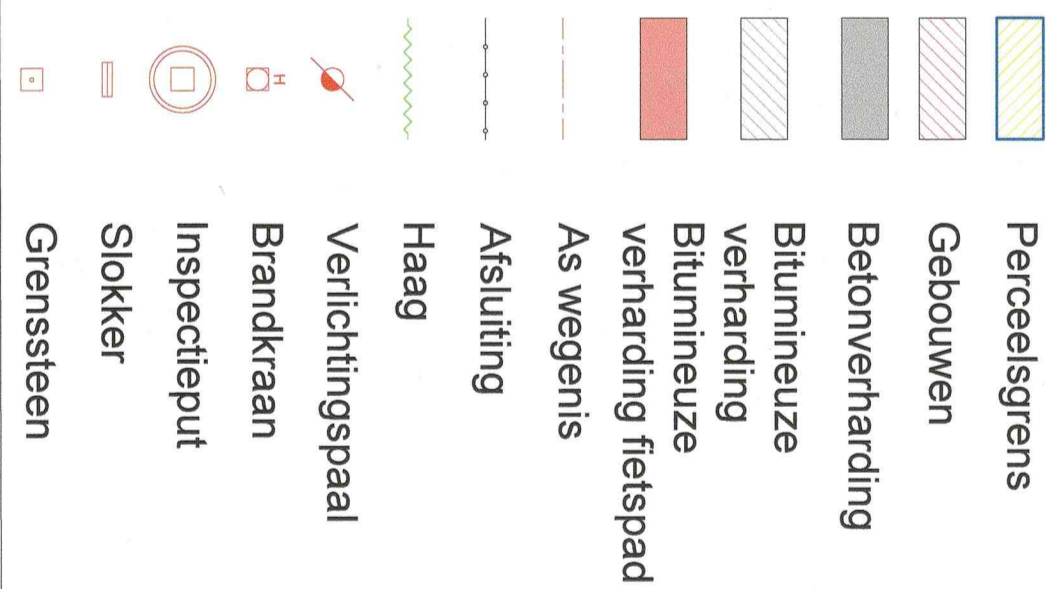 Perceelsgrens
Gebouwen
Betonverharding
Bitumineuze
verharding
Bitumineuze
verharding fietspad
As wegenis
Afsluiting
Haag
Verlichtingspaal
H
Brandkraan
Inspectieput
Slokker
Grenssteen